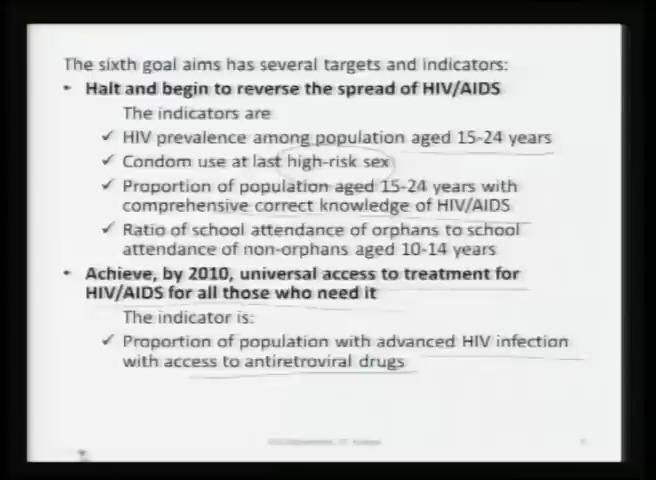 The sixth goal aims has several targets and indicators:
• Halt and begin to reverse the spread of HIV/AIDS
The indicators are
✓ HIV prevalence among population aged 15-24 years
✓ Condom use at last high-risk sex
✓ Proportion of population aged 15-24 years with
comprehensive correct knowledge of HIV/AIDS
✓ Ratio of school attendance of orphans to school
attendance of non-orphans aged 10-14 years
• Achieve, by 2010, universal access to treatment for
HIV/AIDS for all those who need it
The indicator is:
✓ Proportion of population with advanced HIV infection
with access to antiretroviral drugs